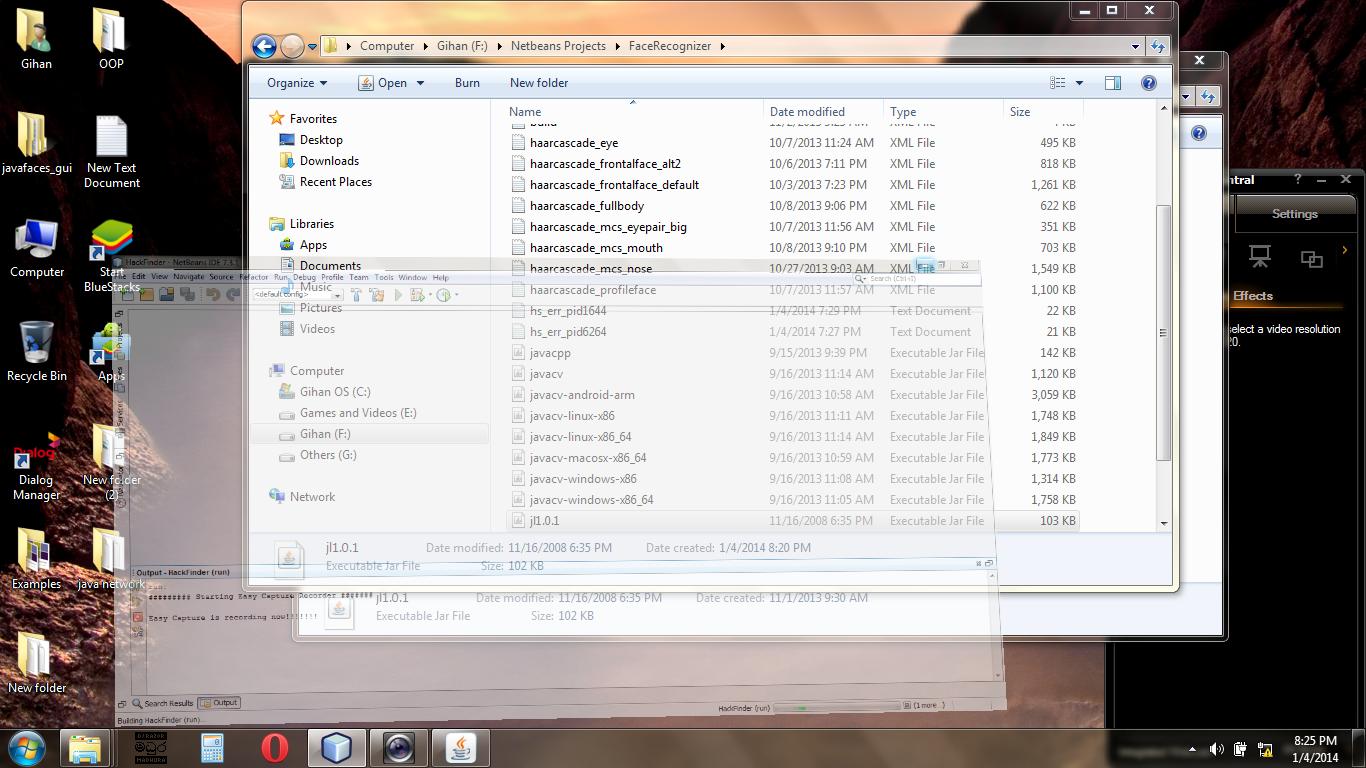 Gihan
OOP
javafaces_gui
New Text Document
Computer
Start BlueStacks
Recycle Bin
Apps
Dialog
Dialog Manager
New folder (2)
Examples
java network
New folder
Computer Gihan (F:) Netbeans Projects FaceRecognizer
Organize Open Burn New folder
Favorites
Desktop
Downloads
Recent Places
Libraries
Apps
Documents
Music
Pictures
Videos
Computer
Gihan OS (C:)
Games and Videos (E:)
Gihan (F:)
Others (G:)
Network
Name Date modified Type Size
build 11/2/2013 XML File
haarcascade_eye 10/7/2013 11:24 AM XML File 495 KB
haarcascade_frontalface_alt2 10/6/2013 7:11 PM XML File 818 KB
haarcascade_frontalface_default 10/3/2013 7:23 PM XML File 1,261 KB
haarcascade_fullbody 10/8/2013 9:06 PM XML File 622 KB
haarcascade_mcs_eyepair_big 10/7/2013 11:56 AM XML File 351 KB
haarcascade_mcs_mouth 10/8/2013 9:10 PM XML File 703 KB
haarcascade_mcs_nose 10/27/2013 9:03 AM XML File 1,549 KB
haarcascade_profileface 10/7/2013 11:57 AM XML File 1,100 KB
hs_err_pid1644 1/4/2014 7:29 PM Text Document 22 KB
hs_err_pid6264 1/4/2014 7:27 PM Text Document 21 KB
javacpp 9/15/2013 9:39 PM Executable Jar File 142 KB
javacv 9/16/2013 11:14 AM Executable Jar File 1,120 KB
javacv-android-arm 9/16/2013 10:58 AM Executable Jar File 3,059 KB
javacv-linux-x86 9/16/2013 11:11 AM Executable Jar File 1,748 KB
javacv-linux-x86_64 9/16/2013 11:14 AM Executable Jar File 1,849 KB
javacv-macosx-x86_64 9/16/2013 10:59 AM Executable Jar File 1,773 KB
javacv-windows-x86 9/16/2013 11:08 AM Executable Jar File 1,314 KB
javacv-windows-x86_64 9/16/2013 11:05 AM Executable Jar File 1,758 KB
jl1.0.1 11/16/2008 6:35 PM Executable Jar File 103 KB
jl1.0.1 Date modified: 11/16/2008 6:35 PM Date created: 1/4/2014 8:20 PM
Executable Jar File Size: 102 KB
jl1.0.1 Date modified: 11/16/2008 6:35 PM Date created: 11/1/2013 9:30 AM
Executable Jar File Size: 102 KB
HackFinder - NetBeans IDE 7.3.1
File Edit View Navigate Source Refactor Run Debug Profile Team Tools Window Help
<default config>
Search (Ctrl+I)
Services
Output - HackFinder (run)
run:
######### Starting Easy Capture Recorder #######
Easy Capture is recording now!!!!!!!
Search Results Output
Building HackFinder (run)...
HackFinder (run) (1 more...)
ntral
Settings
Effects
select a video resolution
20.
මධුර
MADHURA
8:25 PM
1/4/2014